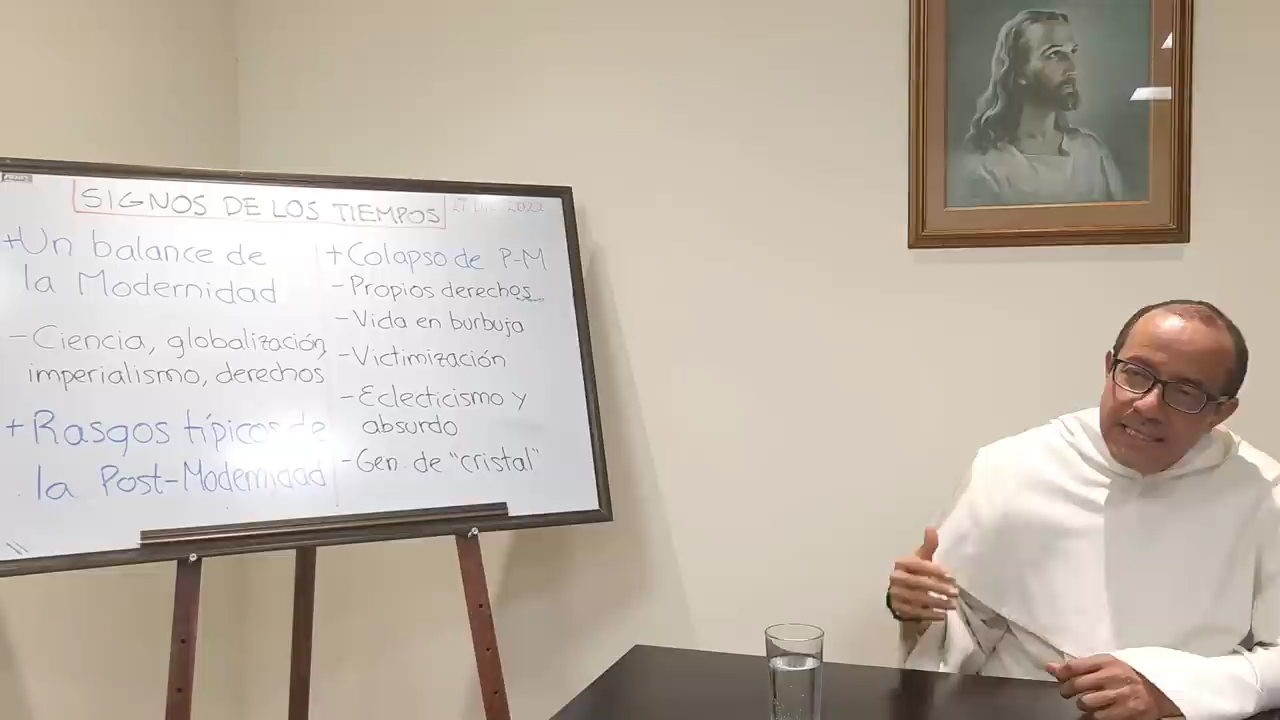 SIGNOS DE LOS TIEMPOS
2022
+Un balance de
la Modernidad
-Ciencia, globalización,
imperialismo, derechos
+Rasgos típicos de
la Post-Modernidad
+Colapso de P-M
-Propios derechos
-Vida en burbuja
-Victimización
-Eclecticismo y
absurdo
-Gen. de "cristal"